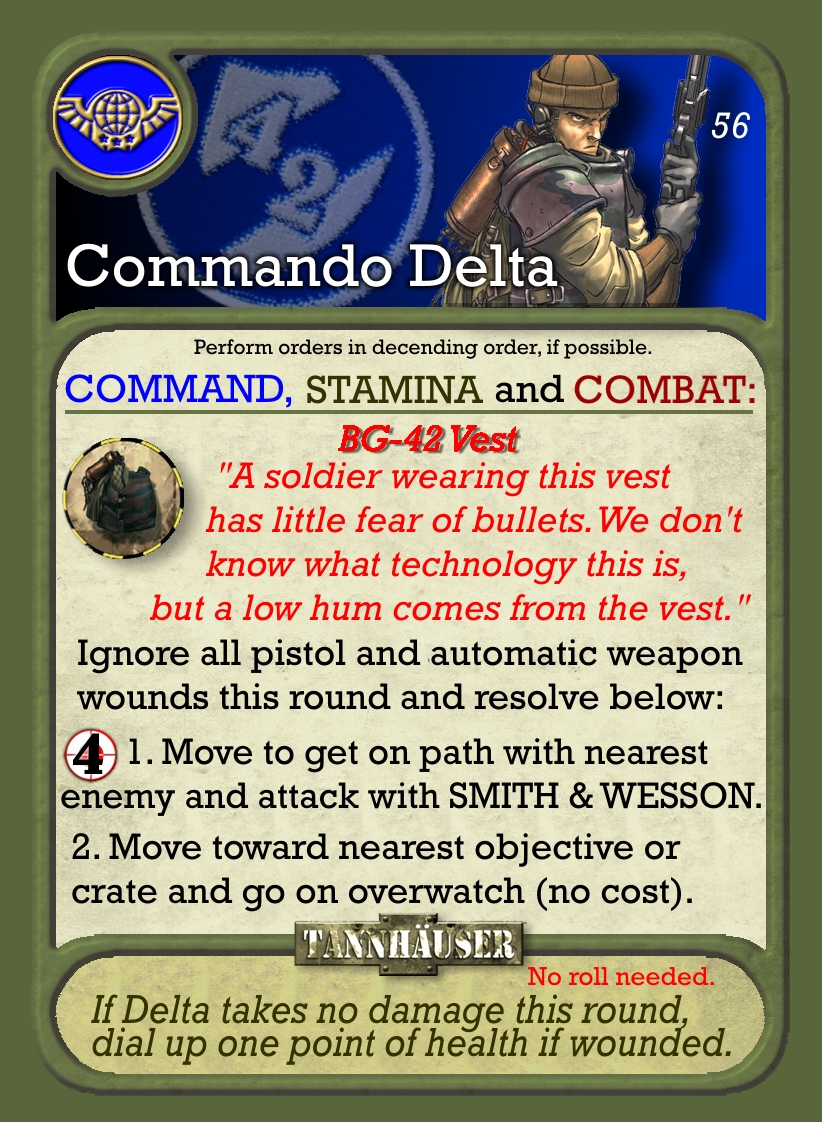 42
56
Commando Delta
Perform orders in decending order, if possible.
COMMAND, STAMINA and COMBAT:
BG-42 Vest
"A soldier wearing this vest
has little fear of bullets. We don't
know what technology this is,
but a low hum comes from the vest."
Ignore all pistol and automatic weapon
wounds this round and resolve below:
4 1. Move to get on path with nearest
enemy and attack with SMITH & WESSON.
2. Move toward nearest objective or
crate and go on overwatch (no cost).
TANNHÄUSER
No roll needed.
If Delta takes no damage this round,
dial up one point of health if wounded.